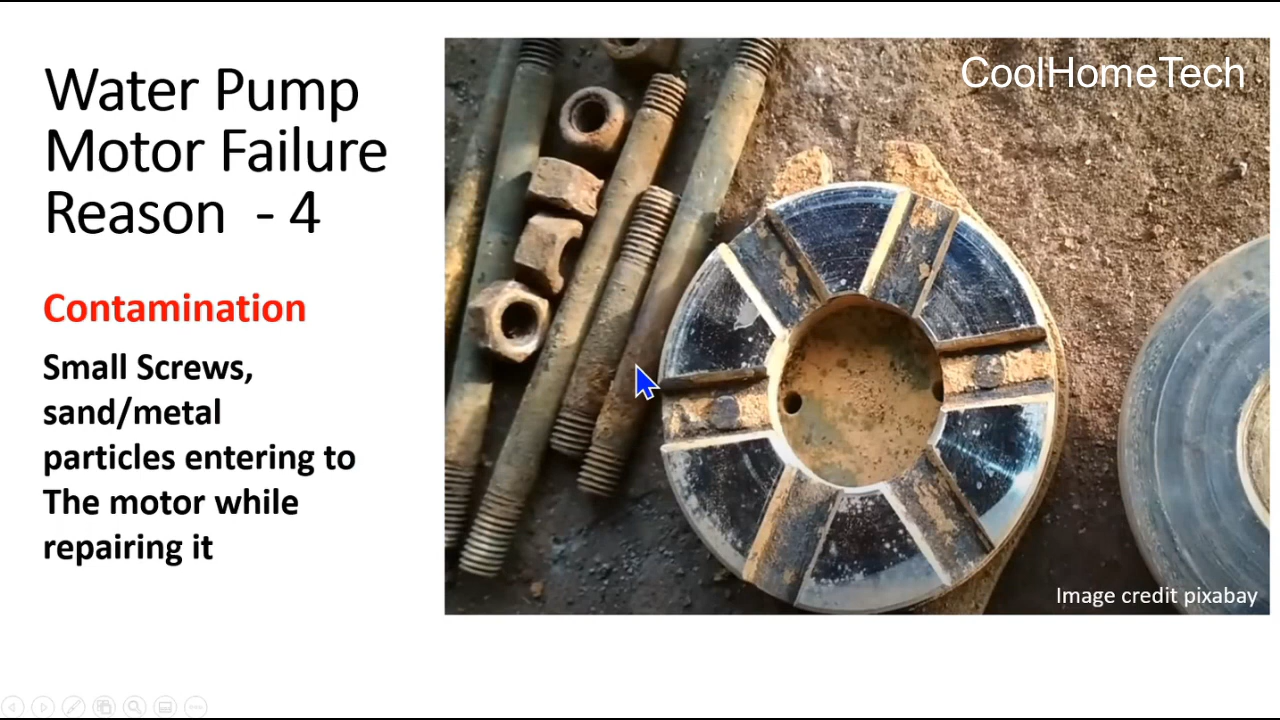 Water Pump
Motor Failure
Reason - 4
Contamination
Small Screws,
sand/metal
particles entering to
The motor while
repairing it
CoolHomeTech
Image credit pixabay